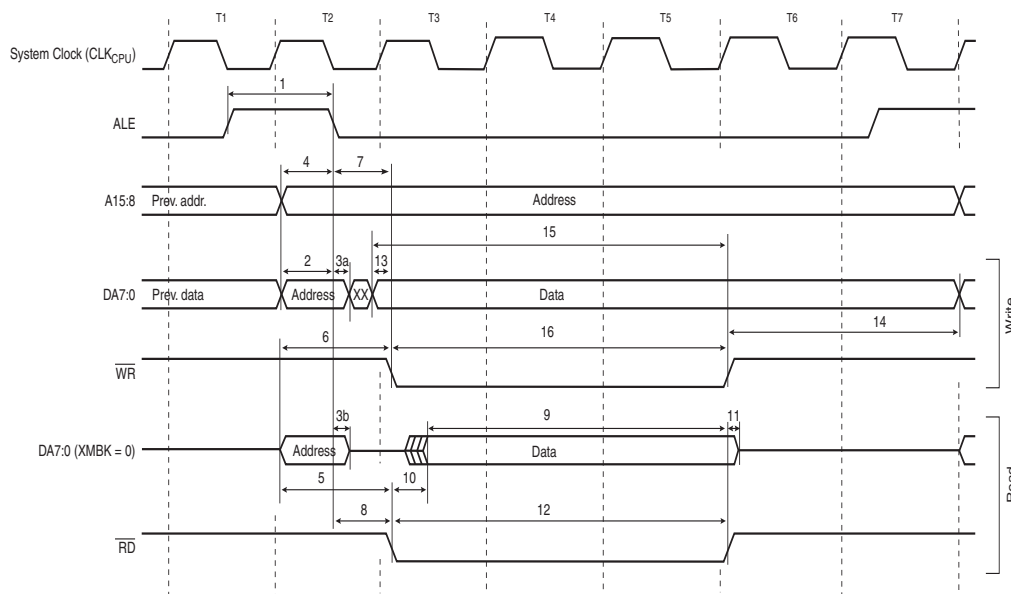 T1 T2 T3 T4 T5 T6 T7
System Clock (CLKCPU)
1
ALE
4 7
A15:8 Prev. addr. Address
15
2 3a 13
DA7:0 Prev. data Address XX Data
14
6 16
WR
Write
3b 9 11
DA7:0 (XMBK = 0) Address Data
5 10
8 12
RD
Read